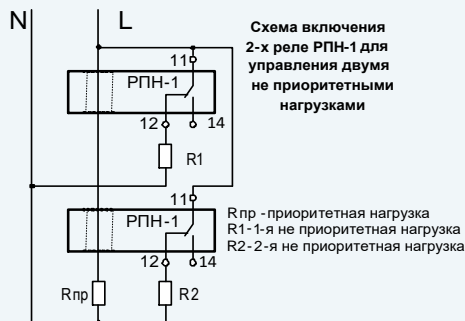 N
L
Схема включения
2-х реле РПН-1 для
управления двумя
не приоритетными
нагрузками
11
РПН-1
12
14
R1
11
РПН-1
12
14
Rпр
R2
Rпр -приоритетная нагрузка
R1-1-я не приоритетная нагрузка
R2-2-я не приоритетная нагрузка